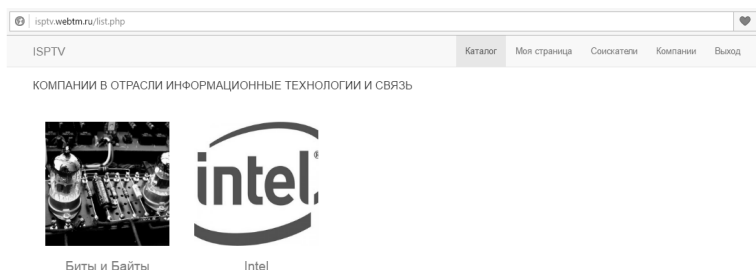 isptv.webtm.ru/list.php
ISPTV Каталог Моя страница Соискатели Компании Выход
КОМПАНИИ В ОТРАСЛИ ИНФОРМАЦИОННЫЕ ТЕХНОЛОГИИ И СВЯЗЬ
intel®
Биты и Байты Intel